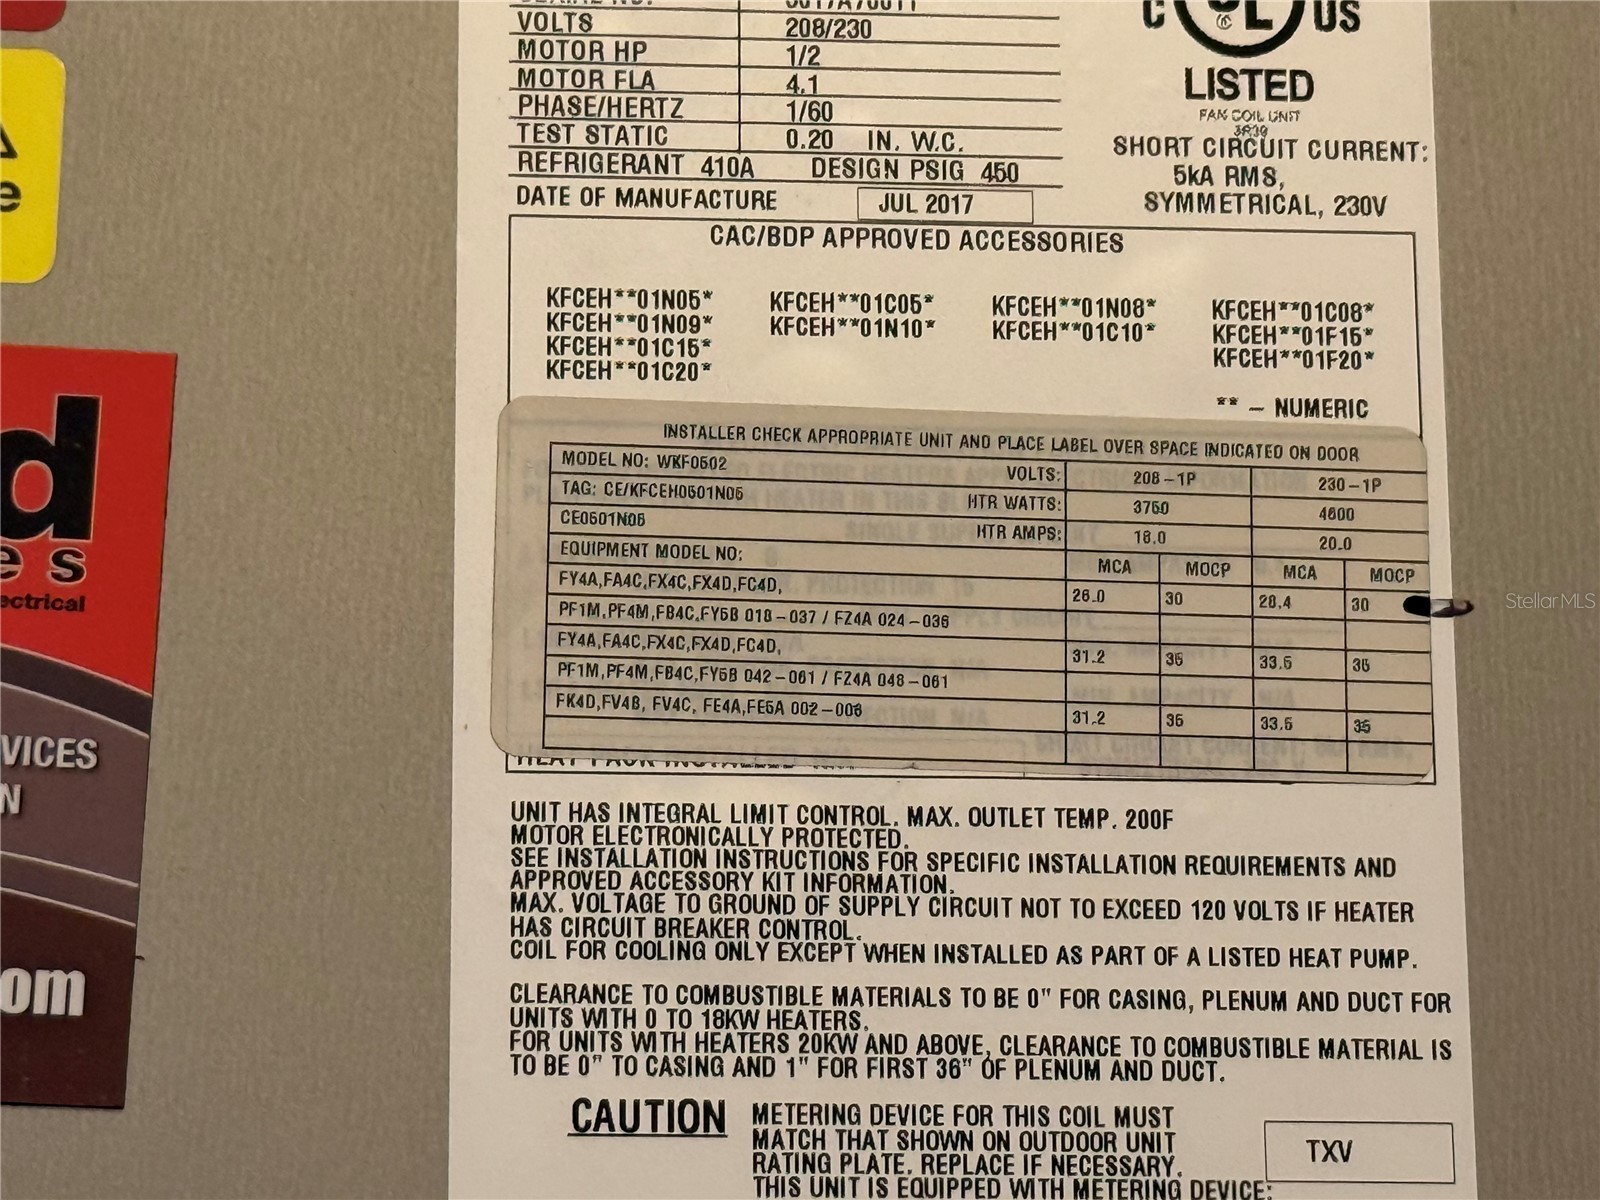 VOLTS 208/230
MOTOR HP 1/2
MOTOR FLA 4.1
PHASE/HERTZ 1/60
TEST STATIC 0.20 IN. W.C.
REFRIGERANT 410A DESIGN PSIG 450
DATE OF MANUFACTURE JUL 2017
C UL US
LISTED
FAN COIL UNIT
SHORT CIRCUIT CURRENT:
5kA RMS,
SYMMETRICAL, 230V
CAC/BDP APPROVED ACCESSORIES
KFCEH**01N05* KFCEH**01C05* KFCEH**01N08* KFCEH**01C08*
KFCEH**01N09* KFCEH**01N10* KFCEH**01C10* KFCEH**01F15*
KFCEH**01C15* KFCEH**01F20*
KFCEH**01C20*
** - NUMERIC
INSTALLER CHECK APPROPRIATE UNIT AND PLACE LABEL OVER SPACE INDICATED ON DOOR
MODEL NO: WKF0502 VOLTS: 208-1P 230-1P
TAG: CE/KFCEH0501N05 HTR WATTS: 3750 4600
CE0501N05 HTR AMPS: 18.0 20.0
EQUIPMENT MODEL NO: MCA MOCP MCA MOCP
FY4A,FA4C,FX4C,FX4D,FC4D, 26.0 30 28.4 30
PF1M,PF4M,FB4C,FY5B 018-037 / FZ4A 024-036
FY4A,FA4C,FX4C,FX4D,FC4D, 31.2 35 33.5 35
PF1M,PF4M,FB4C,FY5B 042-061 / FZ4A 048-061
FK4D,FV4B, FV4C, FE4A,FE5A 002-006 31.2 35 33.5 35
UNIT HAS INTEGRAL LIMIT CONTROL. MAX. OUTLET TEMP. 200F
MOTOR ELECTRONICALLY PROTECTED.
SEE INSTALLATION INSTRUCTIONS FOR SPECIFIC INSTALLATION REQUIREMENTS AND
APPROVED ACCESSORY KIT INFORMATION.
MAX. VOLTAGE TO GROUND OF SUPPLY CIRCUIT NOT TO EXCEED 120 VOLTS IF HEATER
HAS CIRCUIT BREAKER CONTROL.
COIL FOR COOLING ONLY EXCEPT WHEN INSTALLED AS PART OF A LISTED HEAT PUMP.
CLEARANCE TO COMBUSTIBLE MATERIALS TO BE 0" FOR CASING, PLENUM AND DUCT FOR
UNITS WITH 0 TO 18KW HEATERS.
FOR UNITS WITH HEATERS 20KW AND ABOVE, CLEARANCE TO COMBUSTIBLE MATERIAL IS
TO BE 0" TO CASING AND 1" FOR FIRST 36" OF PLENUM AND DUCT.
CAUTION METERING DEVICE FOR THIS COIL MUST
MATCH THAT SHOWN ON OUTDOOR UNIT
RATING PLATE. REPLACE IF NECESSARY.
THIS UNIT IS EQUIPPED WITH METERING DEVICE:
TXV
e
d
es
ectrical
VICES
N
om
Stellar MLS